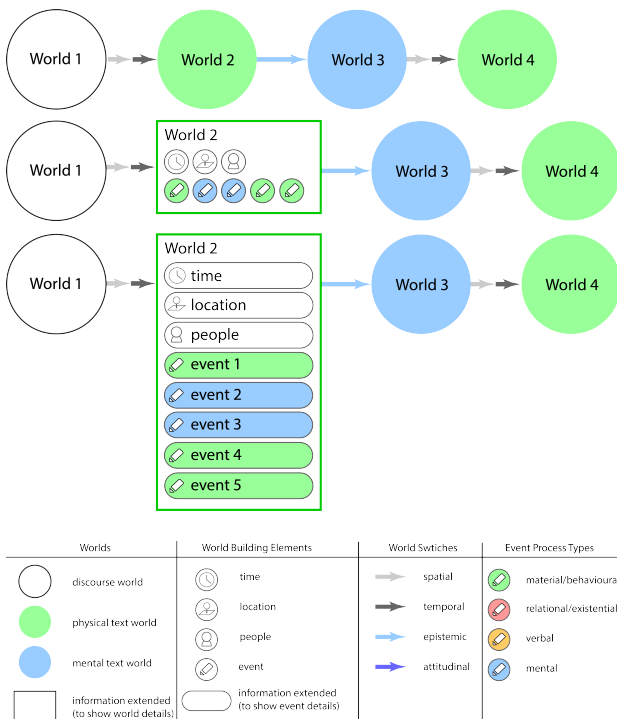 World 1
World 2
World 3
World 4
World 2
World 1
World 3
World 4
World 2
World 1
time
World 3
World 4
location
people
event 1
event 2
event 3
event 4
event 5
Worlds
World Building Elements
World Swtiches
Event Process Types
discourse world
time
spatial
material/behavioura
physical text world
location
temporal
relational/existential
mental text world
people
epistemic
verbal
event
attitudinal
mental
information extended
(to show world details)
information extended
(to show event details)